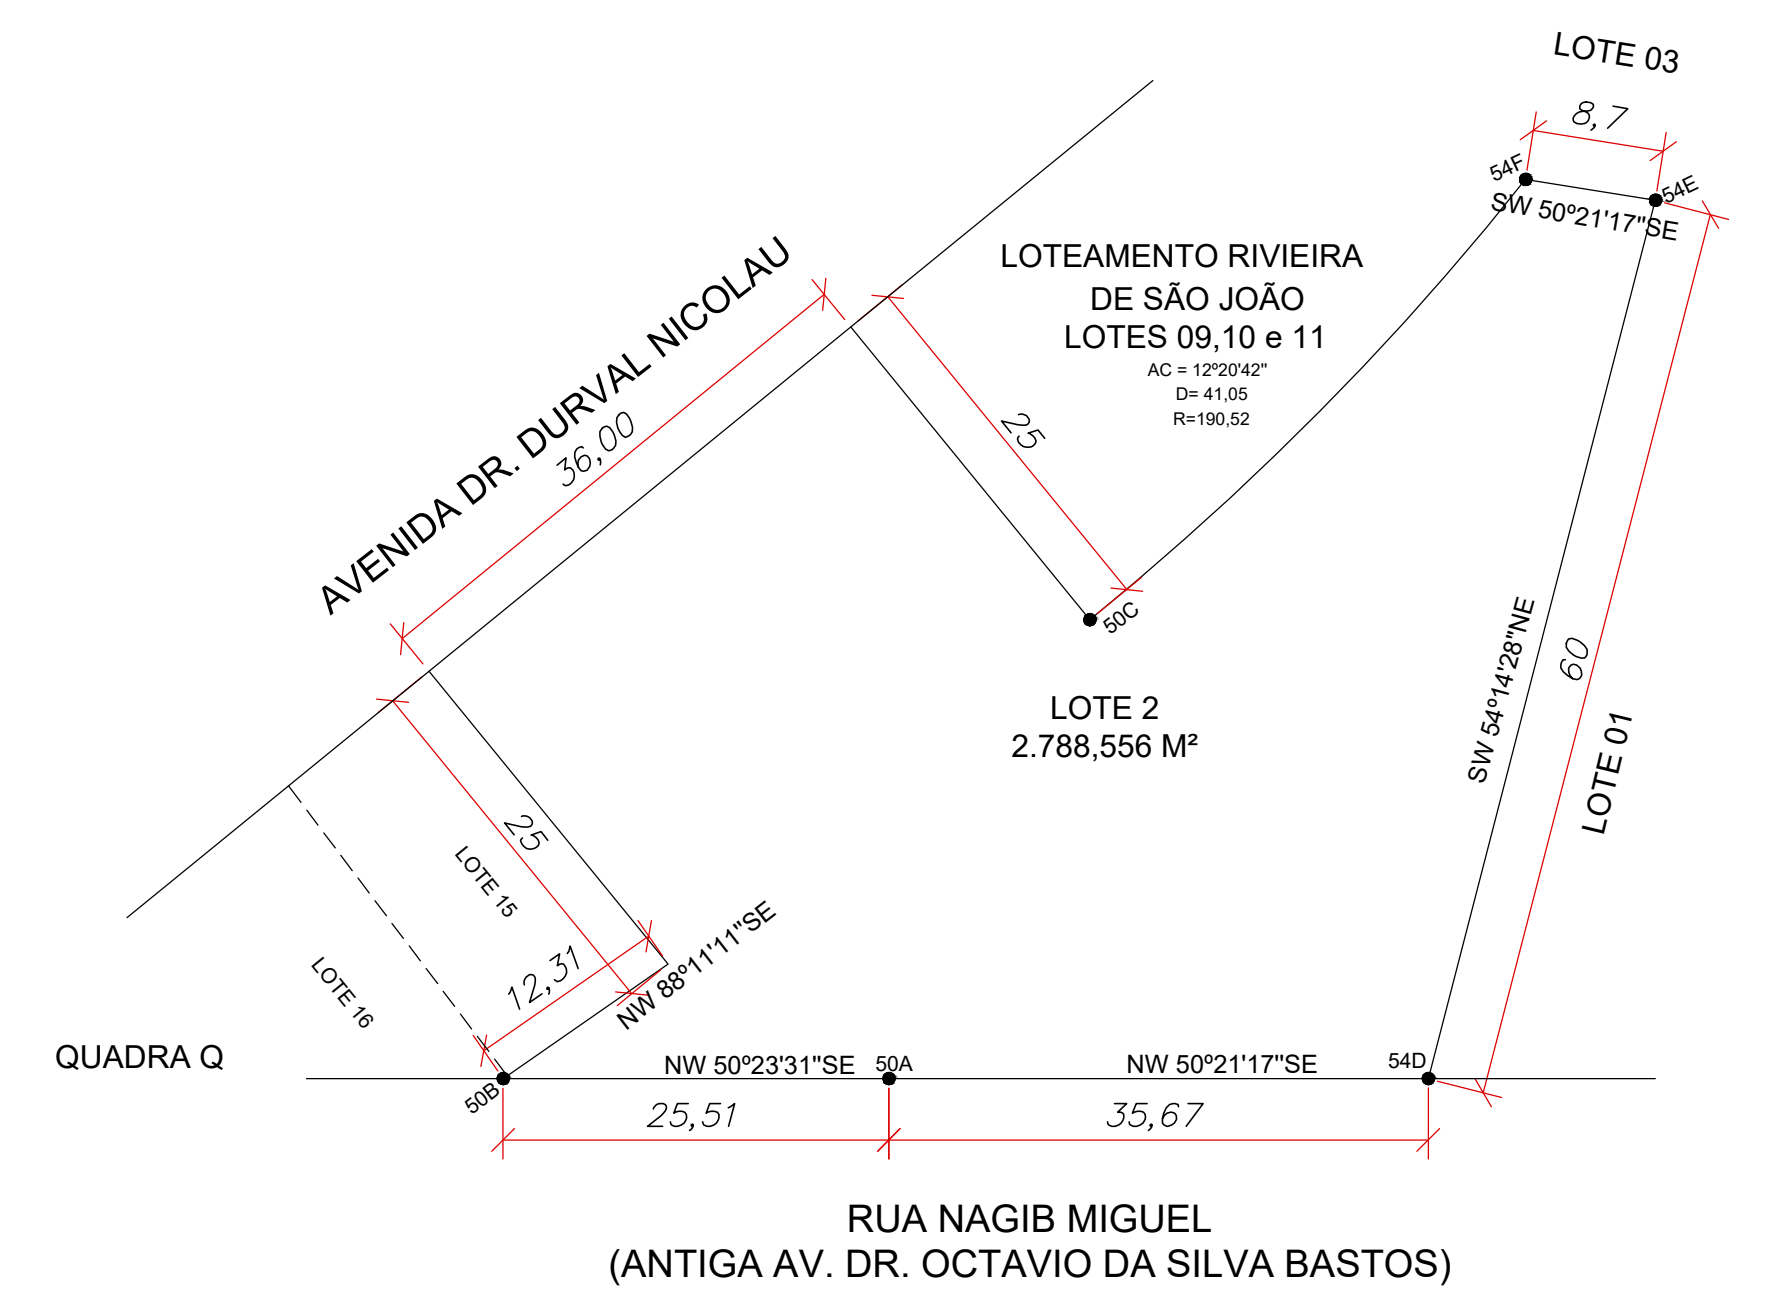 LOTE 03
8,7
54F
54E
SW 50º21'17"SE
LOTEAMENTO RIVIEIRA
DE SÃO JOÃO
LOTES 09,10 e 11
AC = 12º20'42"
D= 41,05
R=190,52
AVENIDA DR. DURVAL NICOLAU
36,00
25
50C
SW 54º14'28"NE
60
LOTE 01
LOTE 2
2.788,556 M²
25
LOTE 15
12,31
NW 88º11'11"SE
LOTE 16
QUADRA Q
50B
NW 50º23'31"SE
50A
NW 50º21'17"SE
54D
25,51
35,67
RUA NAGIB MIGUEL
(ANTIGA AV. DR. OCTAVIO DA SILVA BASTOS)